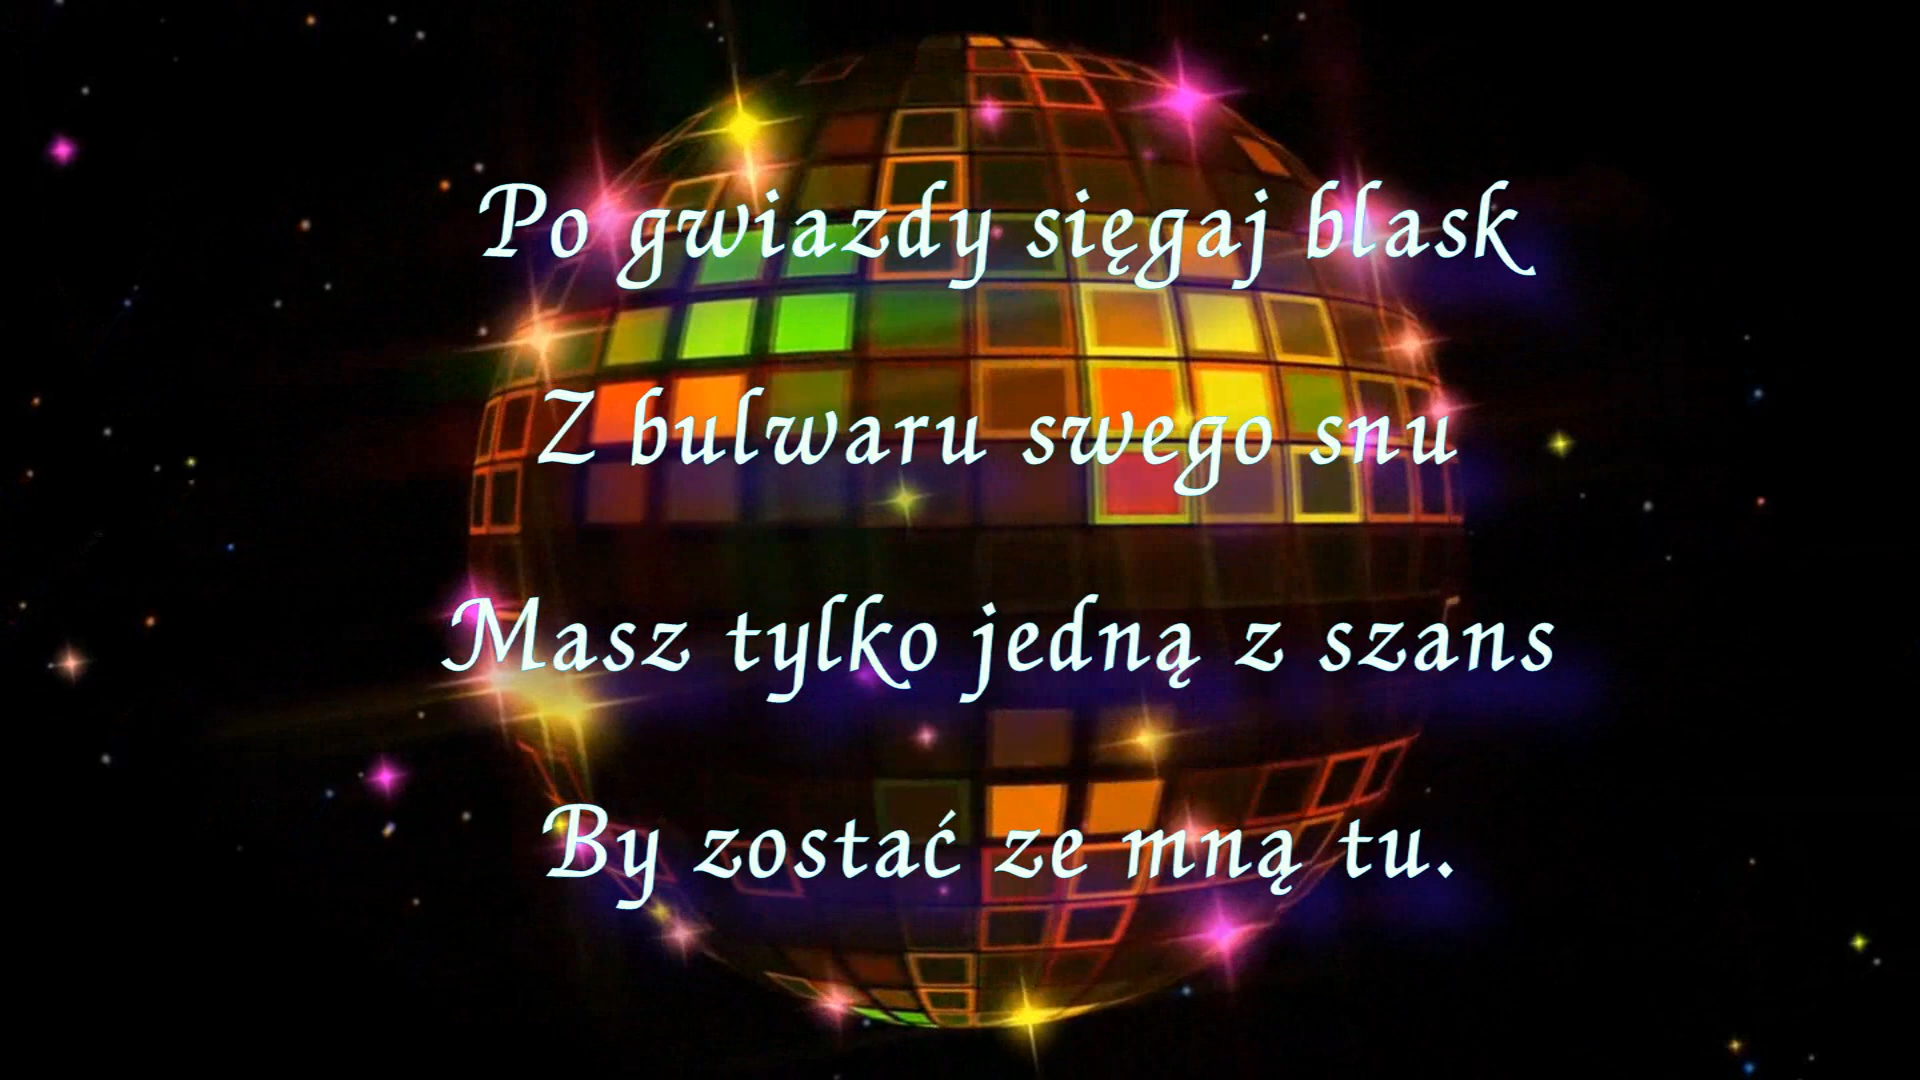 Po gwiazdy sięgaj blask
Z bulwaru swego snu
Masz tylko jedną z szans
By zostać ze mną tu.